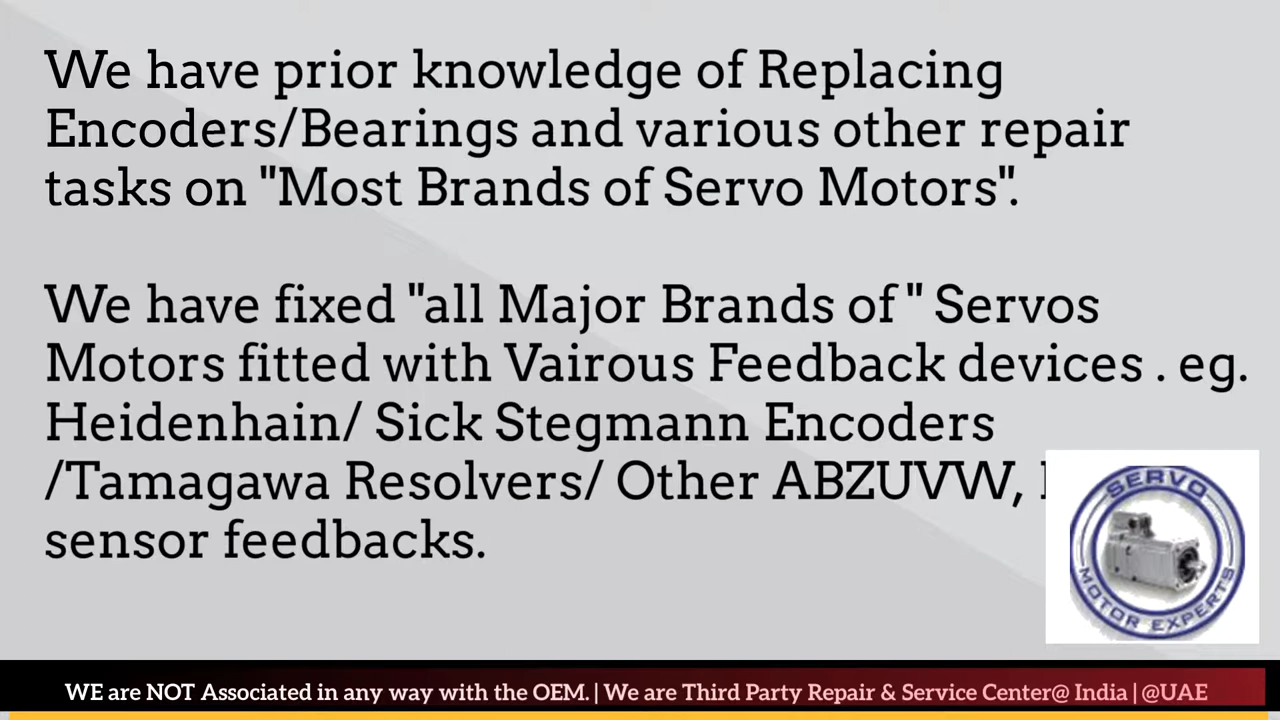 We have prior knowledge of Replacing
Encoders/Bearings and various other repair
tasks on "Most Brands of Servo Motors".
We have fixed "all Major Brands of " Servos
Motors fitted with Vairous Feedback devices . eg.
Heidenhain/ Sick Stegmann Encoders
/Tamagawa Resolvers/ Other ABZUVW,
sensor feedbacks.
SERVO
MOTOR EXPERTS
WE are NOT Associated in any way with the OEM. | We are Third Party Repair & Service Center@ India | @UAE